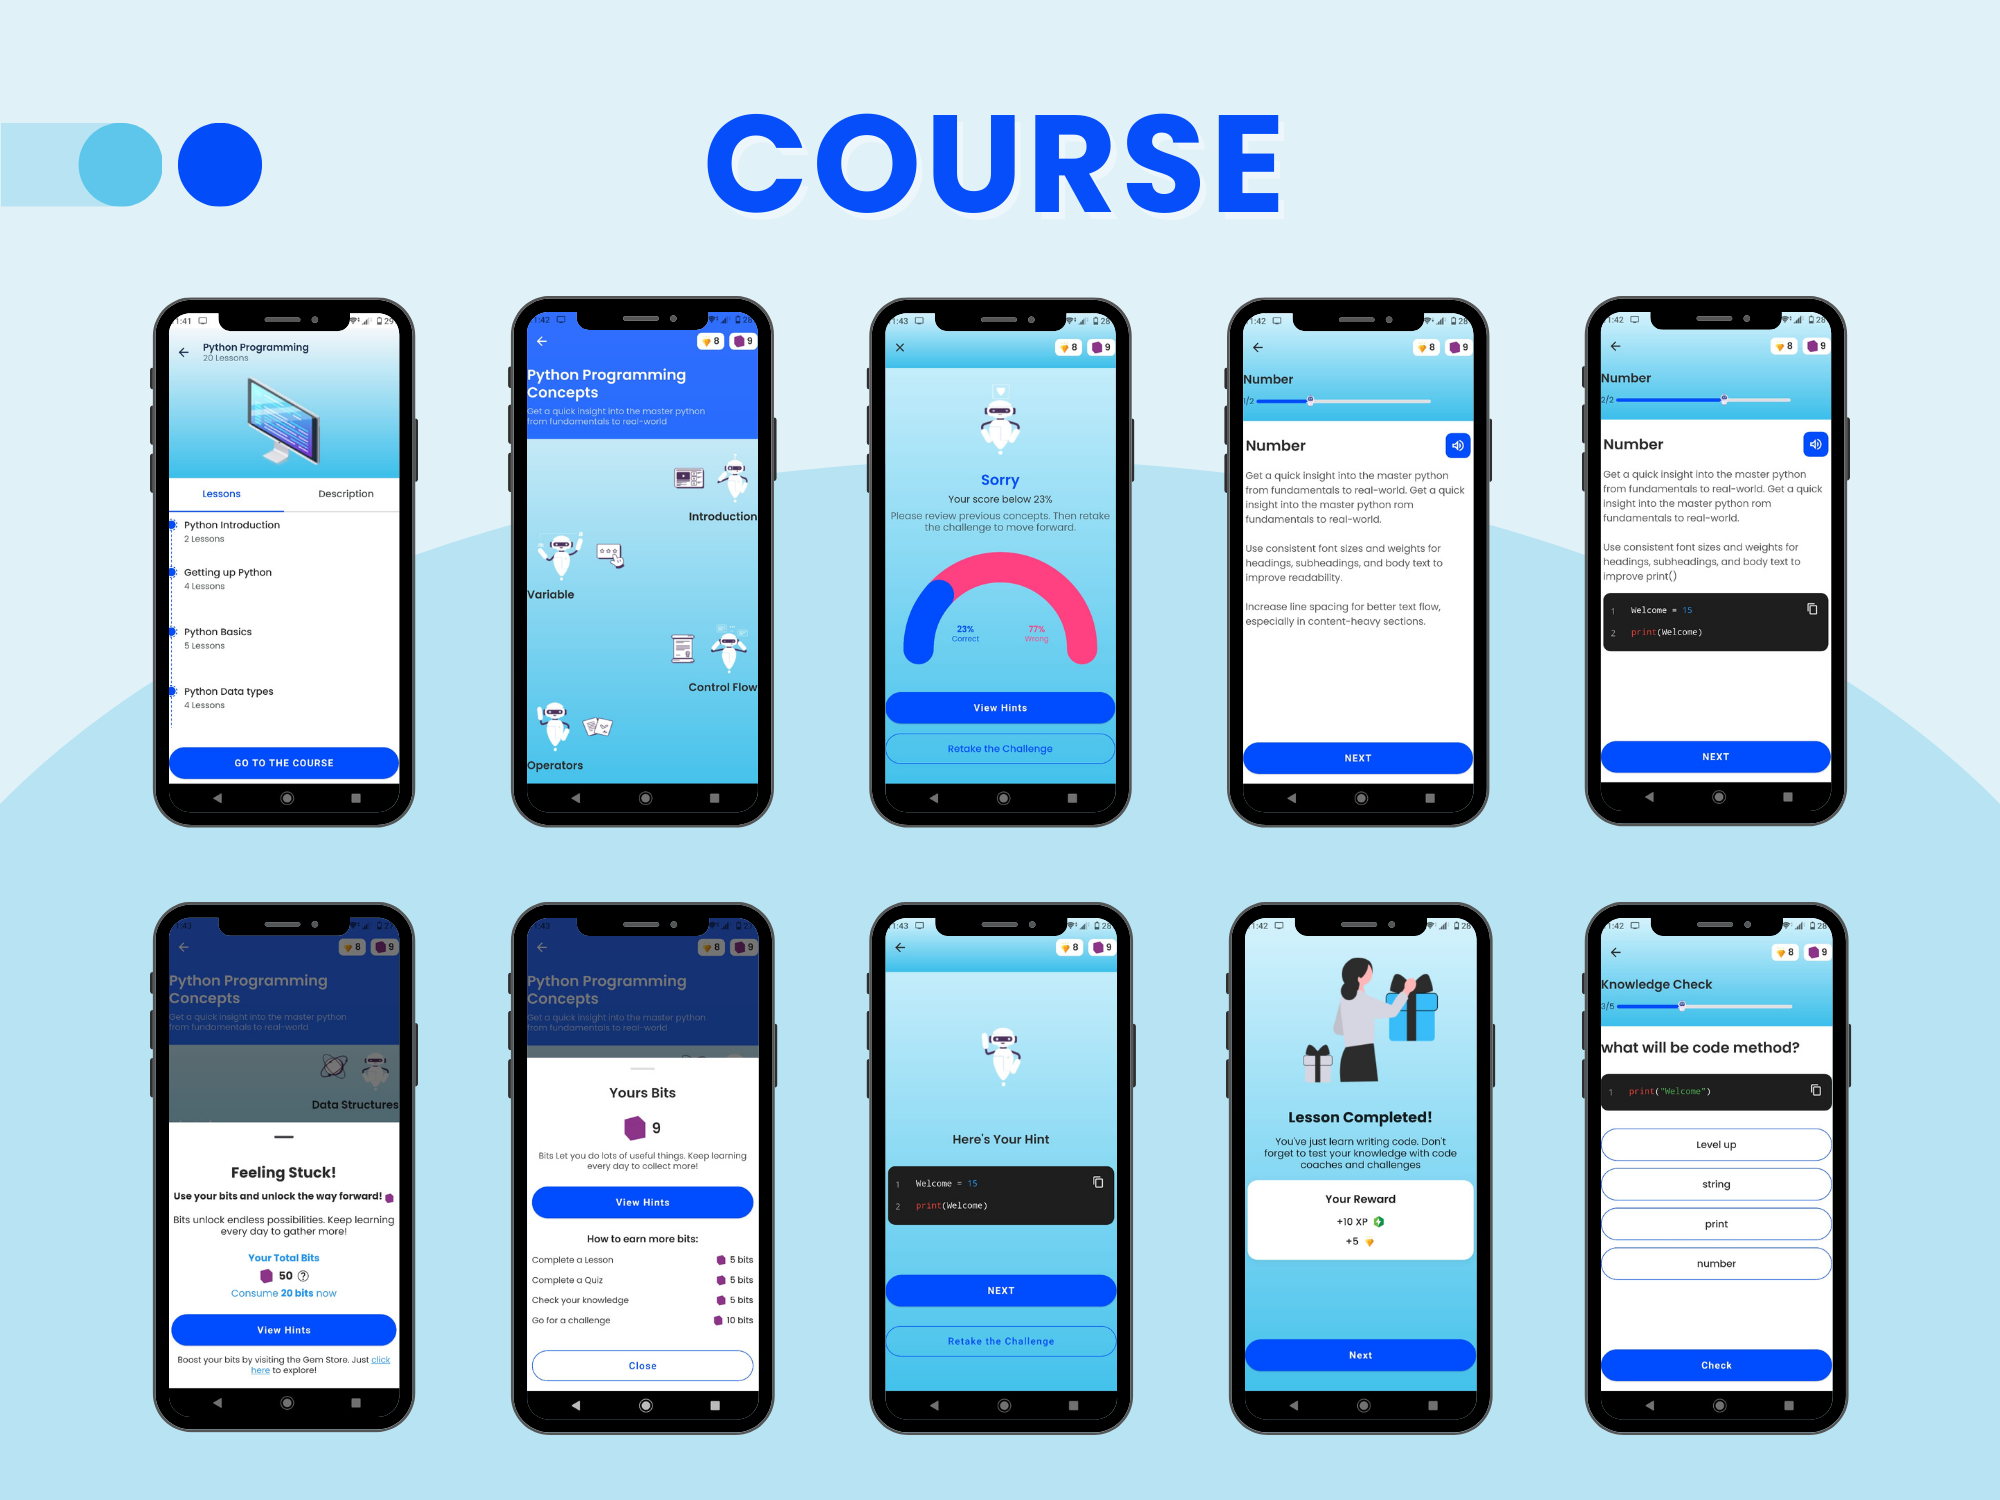 COURSE
1:41
29
Python Programming
20 Lessons
Lessons
Description
Python Introduction
2 Lessons
Getting up Python
4 Lessons
Python Basics
5 Lessons
Python Data types
4 Lessons
GO TO THE COURSE
1:42
28
8
9
Python Programming
Concepts
Get a quick insight into the master python
from fundamentals to real-world
Introduction
Variable
Control Flow
Operators
1:43
28
8
9
Sorry
Your score below 23%
Please review previous concepts. Then retake
the challenge to move forward.
23%
Correct
77%
Wrong
View Hints
Retake the Challenge
1:42
28
8
9
Number
1/2
Number
Get a quick insight into the master python
from fundamentals to real-world. Get a quick
insight into the master python rom
fundamentals to real-world.
Use consistent font sizes and weights for
headings, subheadings, and body text to
improve readability.
Increase line spacing for better text flow,
especially in content-heavy sections.
NEXT
1:42
28
8
9
Number
2/2
Number
Get a quick insight into the master python
from fundamentals to real-world. Get a quick
insight into the master python rom
fundamentals to real-world.
Use consistent font sizes and weights for
headings, subheadings, and body text to
improve print()
1 Welcome = 15
2 print(Welcome)
NEXT
1:43
27
8
9
Python Programming
Concepts
Get a quick insight into the master python
from fundamentals to real-world
Data Structures
Feeling Stuck!
Use your bits and unlock the way forward!
Bits unlock endless possibilities. Keep learning
every day to gather more!
Your Total Bits
50 ?
Consume 20 bits now
View Hints
Boost your bits by visiting the Gem Store. Just click
here to explore!
1:43
27
8
9
Python Programming
Concepts
Get a quick insight into the master python
from fundamentals to real-world
Yours Bits
9
Bits Let you do lots of useful things. Keep learning
every day to collect more!
View Hints
How to earn more bits:
Complete a Lesson 5 bits
Complete a Quiz 5 bits
Check your knowledge 5 bits
Go for a challenge 10 bits
Close
1:43
28
8
9
Here's Your Hint
1 Welcome = 15
2 print(Welcome)
NEXT
Retake the Challenge
1:42
28
Lesson Completed!
You've just learn writing code. Don't
forget to test your knowledge with code
coaches and challenges
Your Reward
+10 XP
+5
Next
1:42
28
8
9
Knowledge Check
3/5
what will be code method?
1 print("Welcome")
Level up
string
print
number
Check